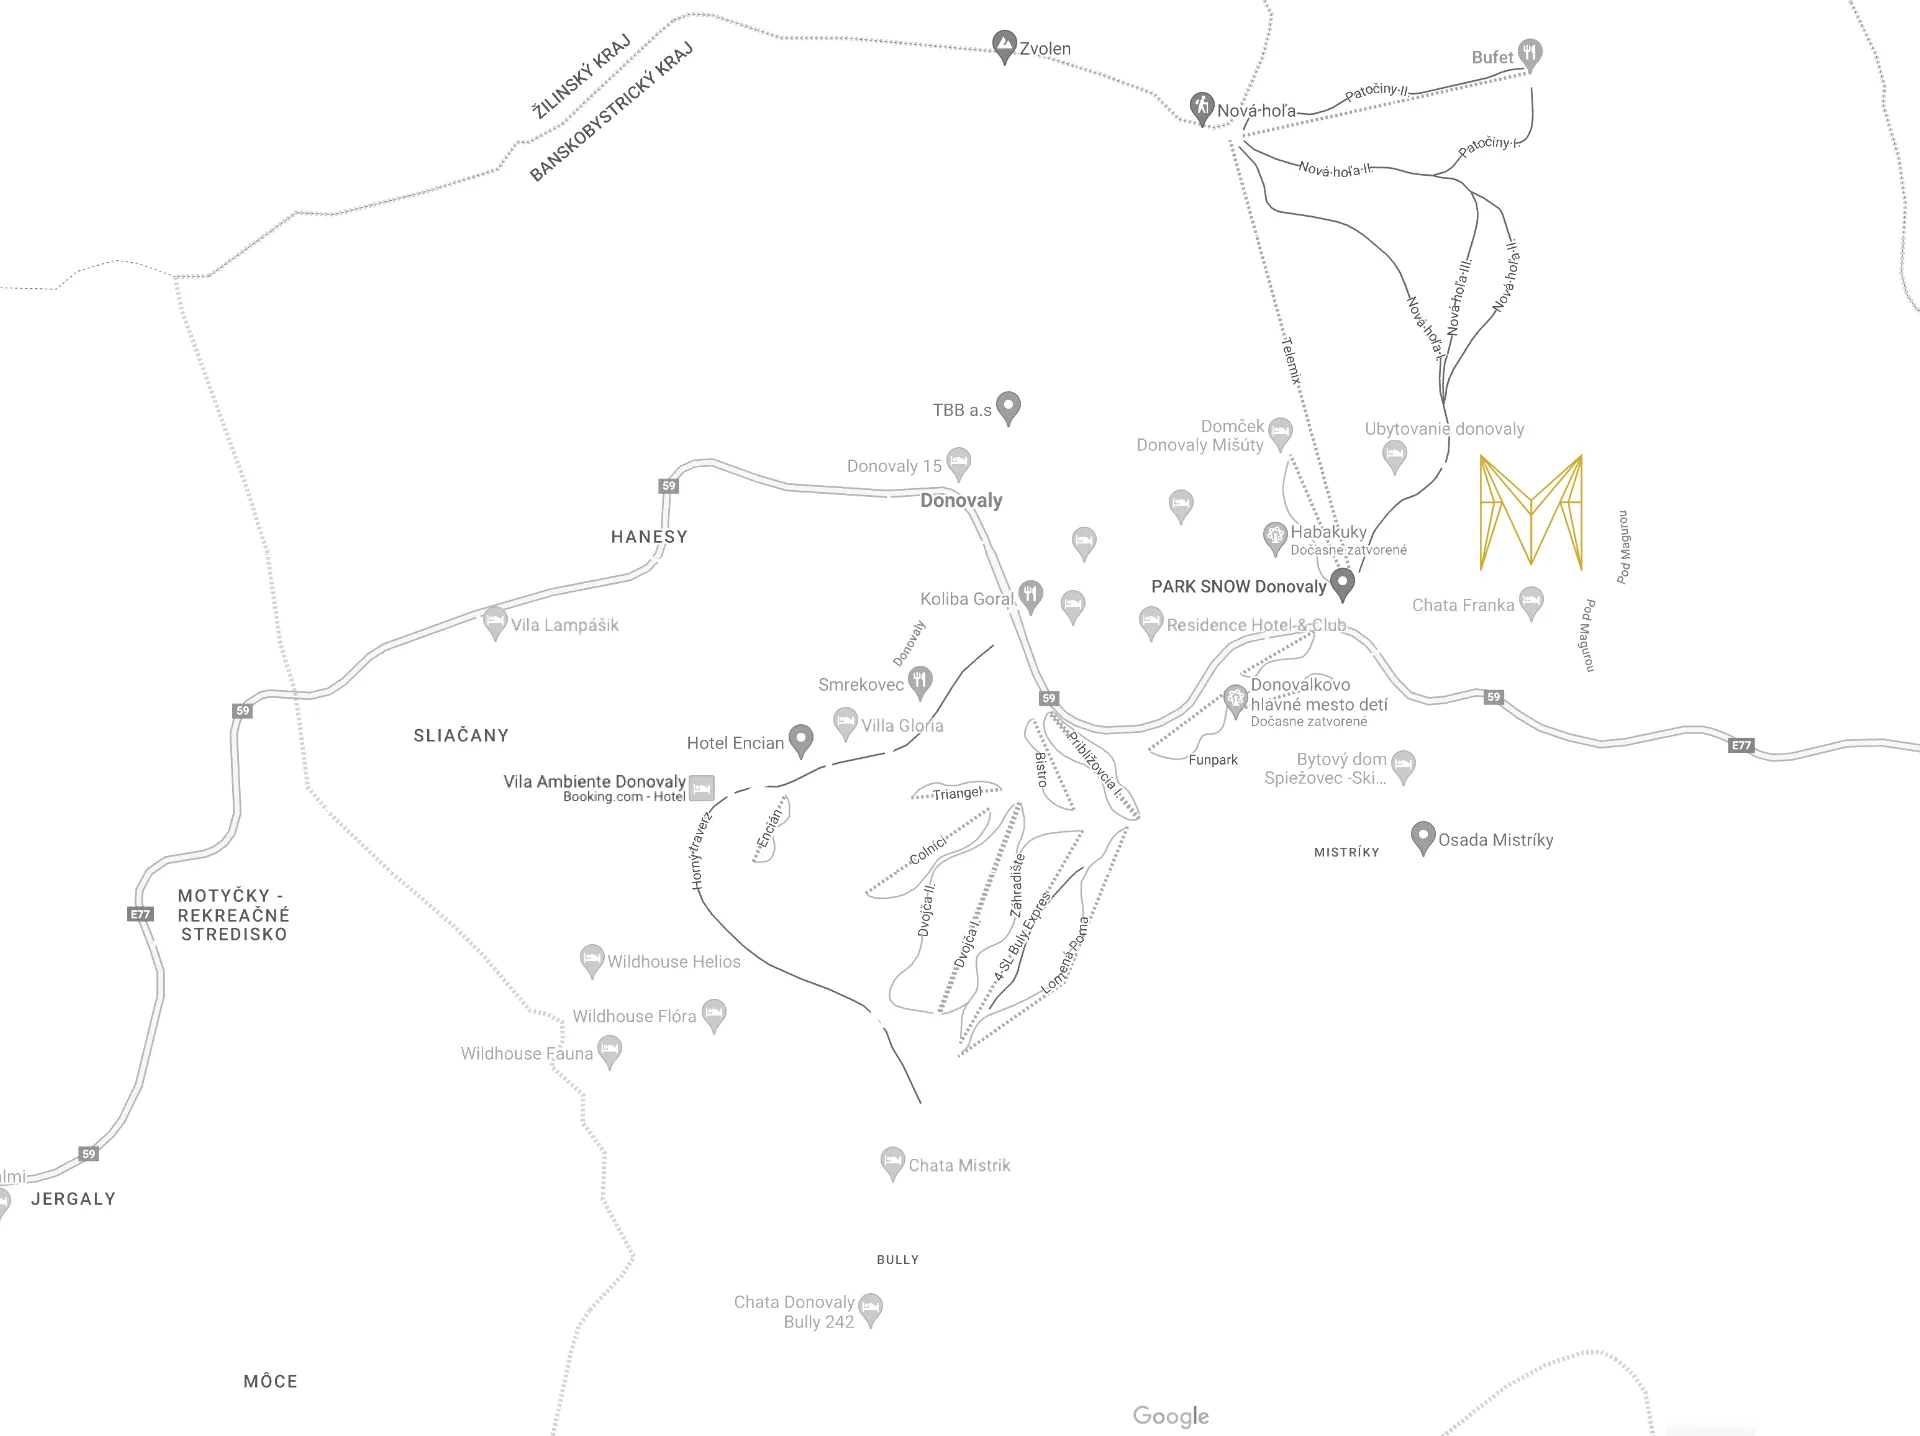 ŽILINSKÝ KRAJ
BANSKOBYSTRICKÝ KRAJ
Zvolen
Bufet
Patočiny II.
Nová hoľa
Patočiny I.
Nová hoľa II.
Nová hoľa II.
Nová hoľa III.
Nová hoľa I.
Telemix
TBB a.s
Domček
Donovaly Mišúty
Ubytovanie donovaly
Donovaly 15
59
Donovaly
HANESY
Habakuky
Dočasne zatvorené
Pod Magurou
PARK SNOW Donovaly
Koliba Goral
Chata Franka
Vila Lampášik
Residence Hotel & Club
Pod Magurou
Donovaly
Smrekovec
Donovalkovo
hlavné mesto detí
Dočasne zatvorené
59
59
59
Villa Gloria
SLIAČANY
Hotel Encian
E77
Približovcia I.
Bistro
Funpark
Bytový dom
Spiežovec -Ski...
Vila Ambiente Donovaly
Booking.com - Hotel
Triangel
Encián
Horný traverz
Colnici
Osada Mistríky
MISTRÍKY
Dvojča II.
Dvojča I.
Záhradište
4-SL Buly Expres
Lomená Poma
MOTYČKY -
REKREAČNÉ
STREDISKO
E77
Wildhouse Helios
Wildhouse Flóra
Wildhouse Fauna
59
almi
JERGALY
Chata Mistrik
BULLY
Chata Donovaly
Bully 242
MÔCE
Google